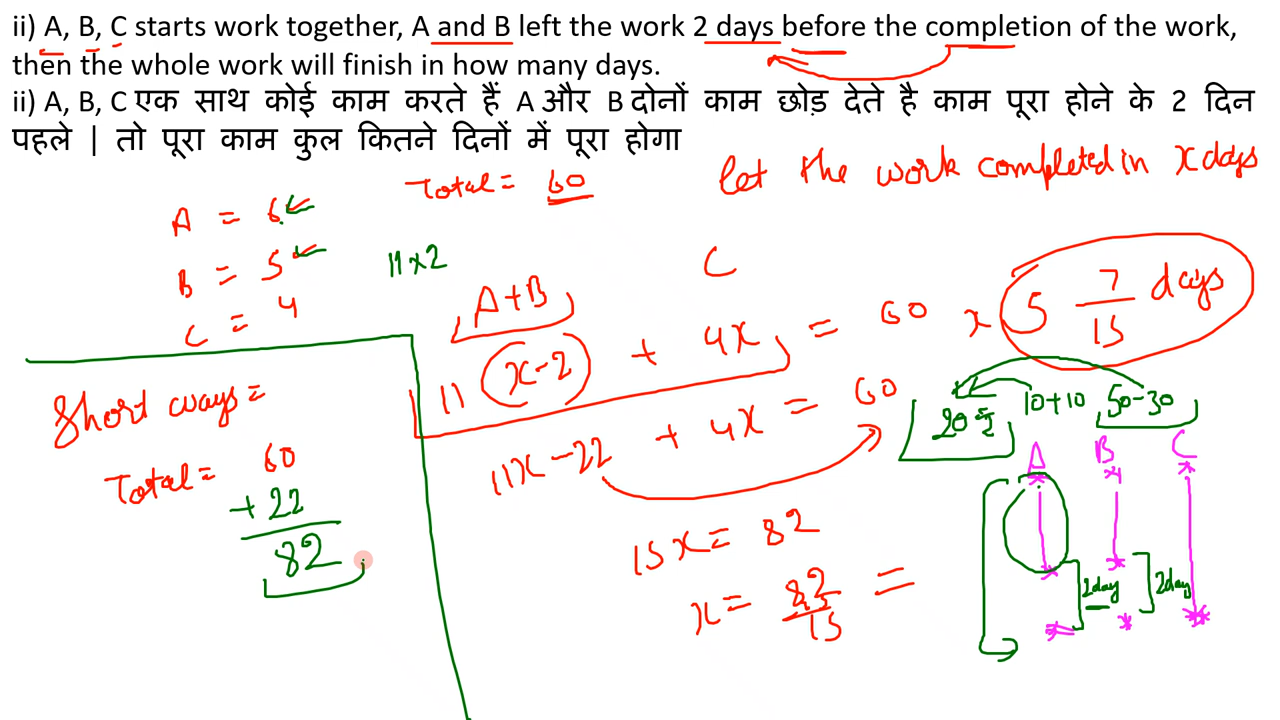 ii) A, B, C starts work together, A and B left the work 2 days before the completion of the work,
then the whole work will finish in how many days.
ii) A, B, C एक साथ कोई काम करते हैं A और B दोनों काम छोड़ देते है काम पूरा होने के 2 दिन
पहले | तो पूरा काम कुल कितने दिनों में पूरा होगा
Total = 60
Let the work completed in x days
A = 6
B = 5
C = 4
11 x 2
A+B
C
11 (x-2) + 4x = 60
x 5 7/15 days
11x - 22 + 4x = 60
15x = 82
x = 82/15 =
Short ways =
Total = 60
+ 22
82
10+10 50-30
A B C
2day 2day